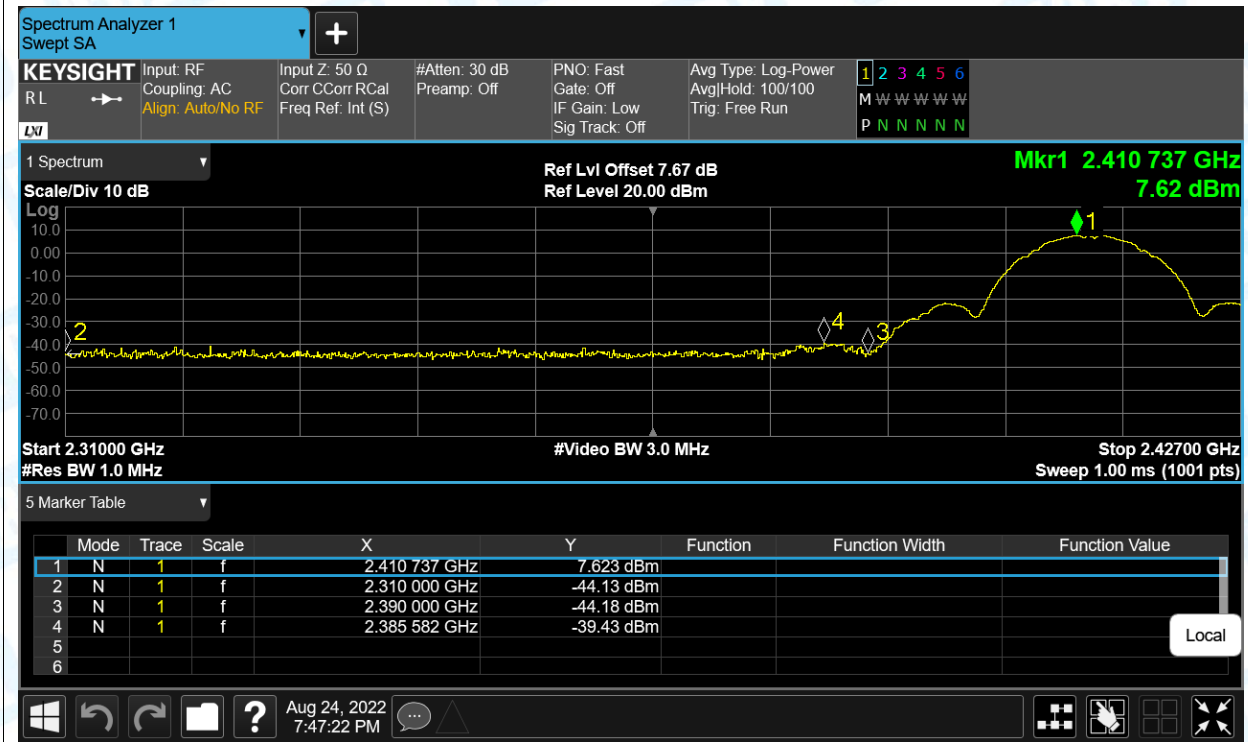 Spectrum Analyzer 1
Swept SA
+
KEYSIGHT
R L
LXI
Input: RF
Coupling: AC
Align: Auto/No RF
Input Z: 50 Ω
Corr CCorr RCal
Freq Ref: Int (S)
#Atten: 30 dB
Preamp: Off
PNO: Fast
Gate: Off
IF Gain: Low
Sig Track: Off
Avg Type: Log-Power
Avg|Hold: 100/100
Trig: Free Run
1 2 3 4 5 6
M W W W W W
P N N N N N
1 Spectrum
Scale/Div 10 dB
Ref Lvl Offset 7.67 dB
Ref Level 20.00 dBm
Mkr1 2.410 737 GHz
7.62 dBm
Log
10.0
0.00
-10.0
-20.0
-30.0
-40.0
-50.0
-60.0
-70.0
1
2
4
3
Start 2.31000 GHz
#Video BW 3.0 MHz
Stop 2.42700 GHz
#Res BW 1.0 MHz
Sweep 1.00 ms (1001 pts)
5 Marker Table
Mode Trace Scale X Y Function Function Width Function Value
1 N 1 f 2.410 737 GHz 7.623 dBm
2 N 1 f 2.310 000 GHz -44.13 dBm
3 N 1 f 2.390 000 GHz -44.18 dBm
4 N 1 f 2.385 582 GHz -39.43 dBm
5
6
Local
?
Aug 24, 2022
7:47:22 PM